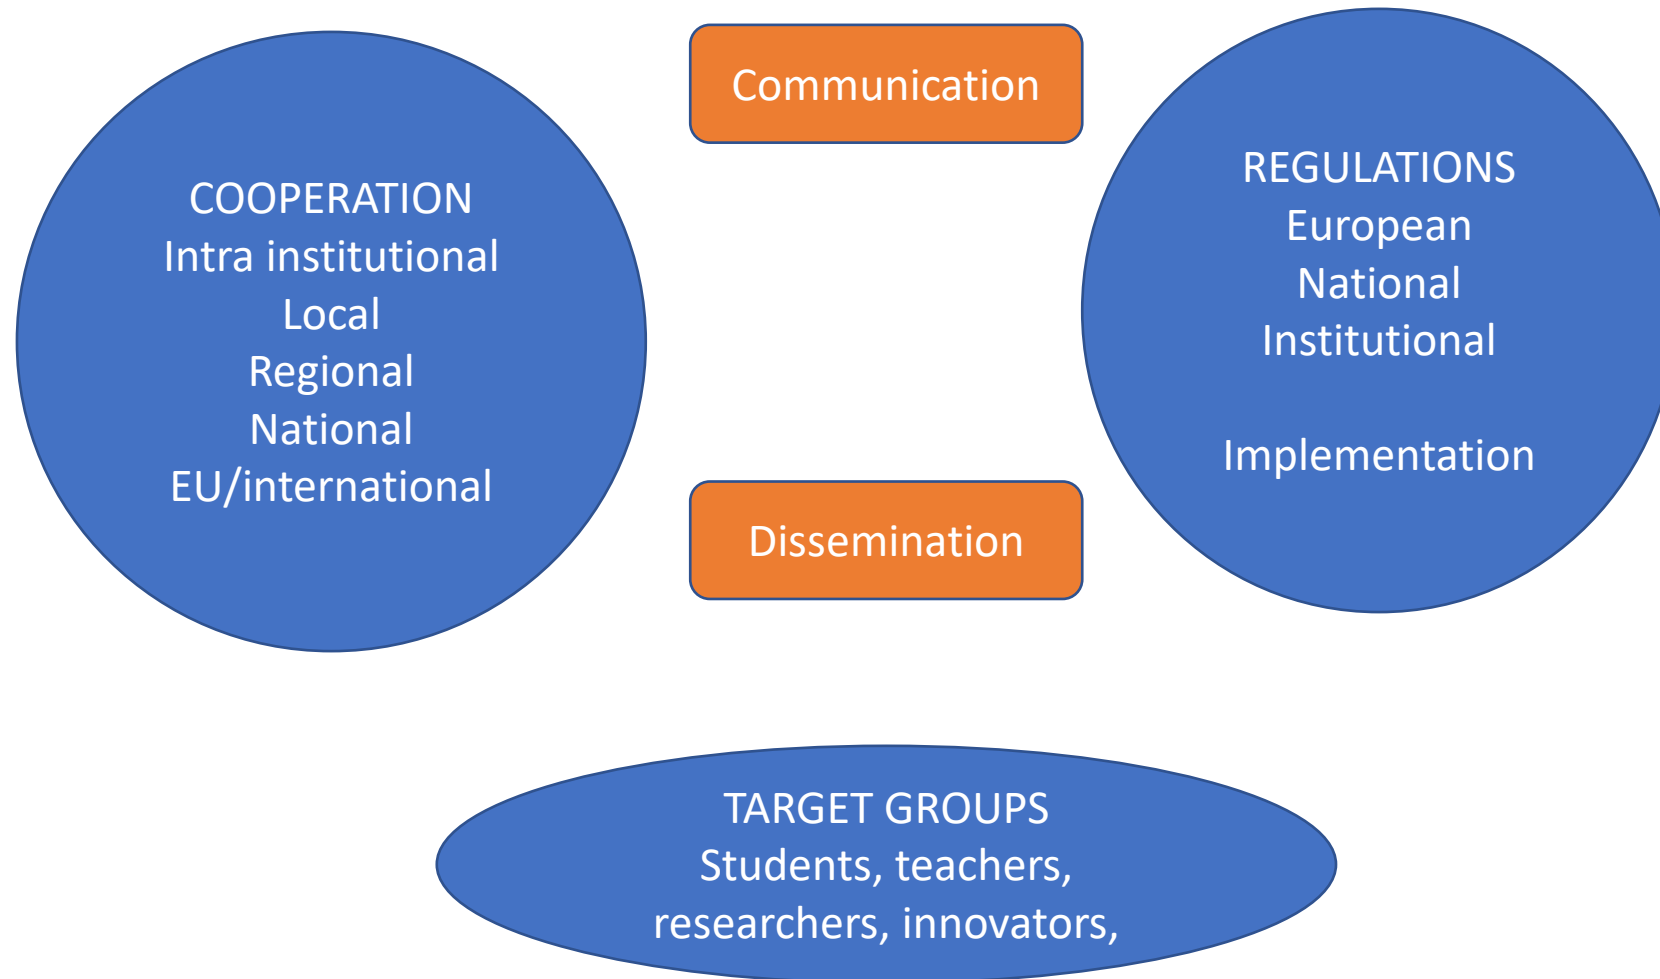 COOPERATION
Intra institutional
Local
Regional
National
EU/international
Communication
Dissemination
REGULATIONS
European
National
Institutional
Implementation
TARGET GROUPS
Students, teachers,
researchers, innovators,